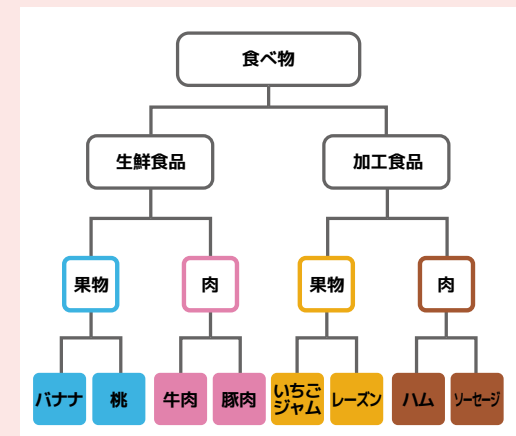 食べ物
生鮮食品
加工食品
果物
肉
果物
肉
バナナ
桃
牛肉
豚肉
いちご
ジャム
レーズン
ハム
ソーセージ